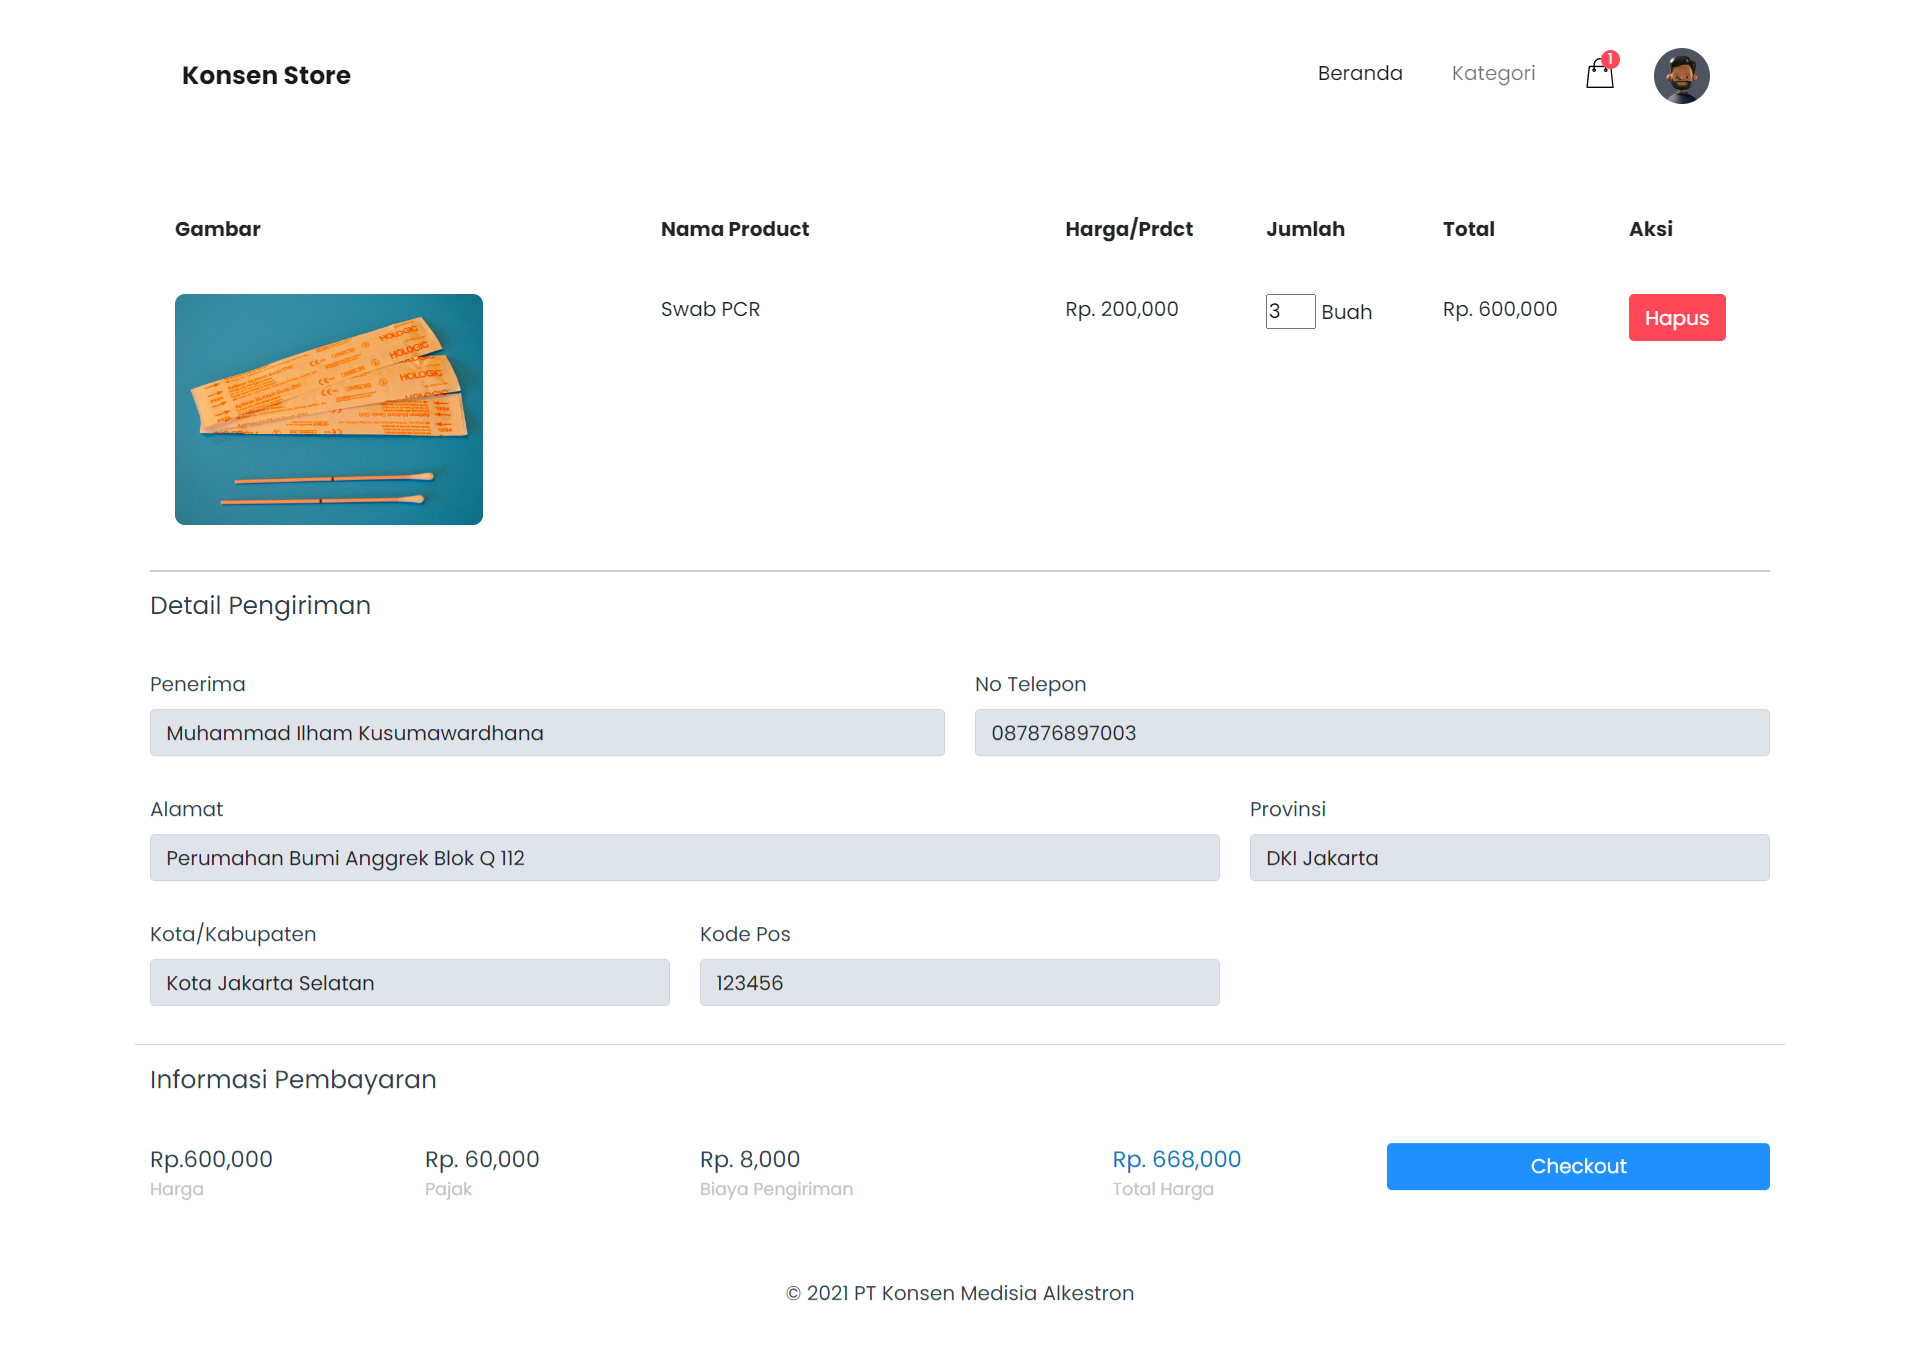 Konsen Store
Beranda Kategori 1
Gambar Nama Product Harga/Prdct Jumlah Total Aksi
Swab PCR Rp. 200,000 3 Buah Rp. 600,000 Hapus
HOLOGIC
HOLOGIC
HOLOGIC
Detail Pengiriman
Penerima No Telepon
Muhammad Ilham Kusumawardhana 087876897003
Alamat Provinsi
Perumahan Bumi Anggrek Blok Q 112 DKI Jakarta
Kota/Kabupaten Kode Pos
Kota Jakarta Selatan 123456
Informasi Pembayaran
Rp.600,000 Rp. 60,000 Rp. 8,000 Rp. 668,000 Checkout
Harga Pajak Biaya Pengiriman Total Harga
© 2021 PT Konsen Medisia Alkestron